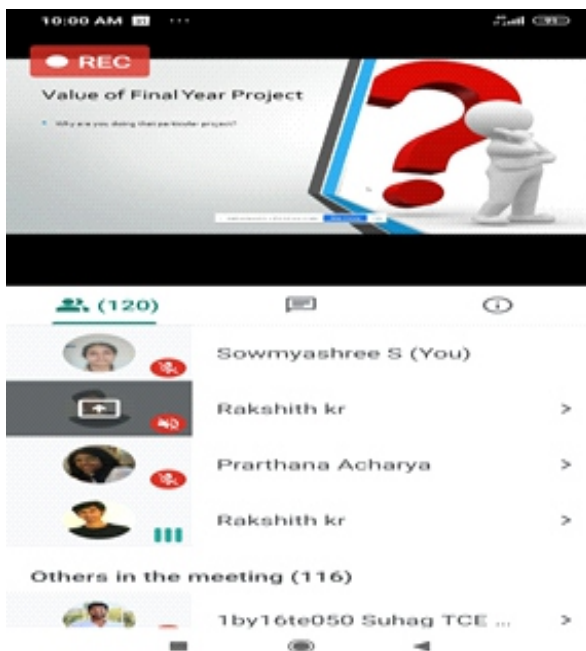 10:00 AM 31 ...
REC
Value of Final Year Project
Why are you doing that particular project?
(120)
Sowmyashree S (You)
Rakshith kr
Prarthana Acharya
Rakshith kr
Others in the meeting (116)
1by16te050 Suhag TCE ...